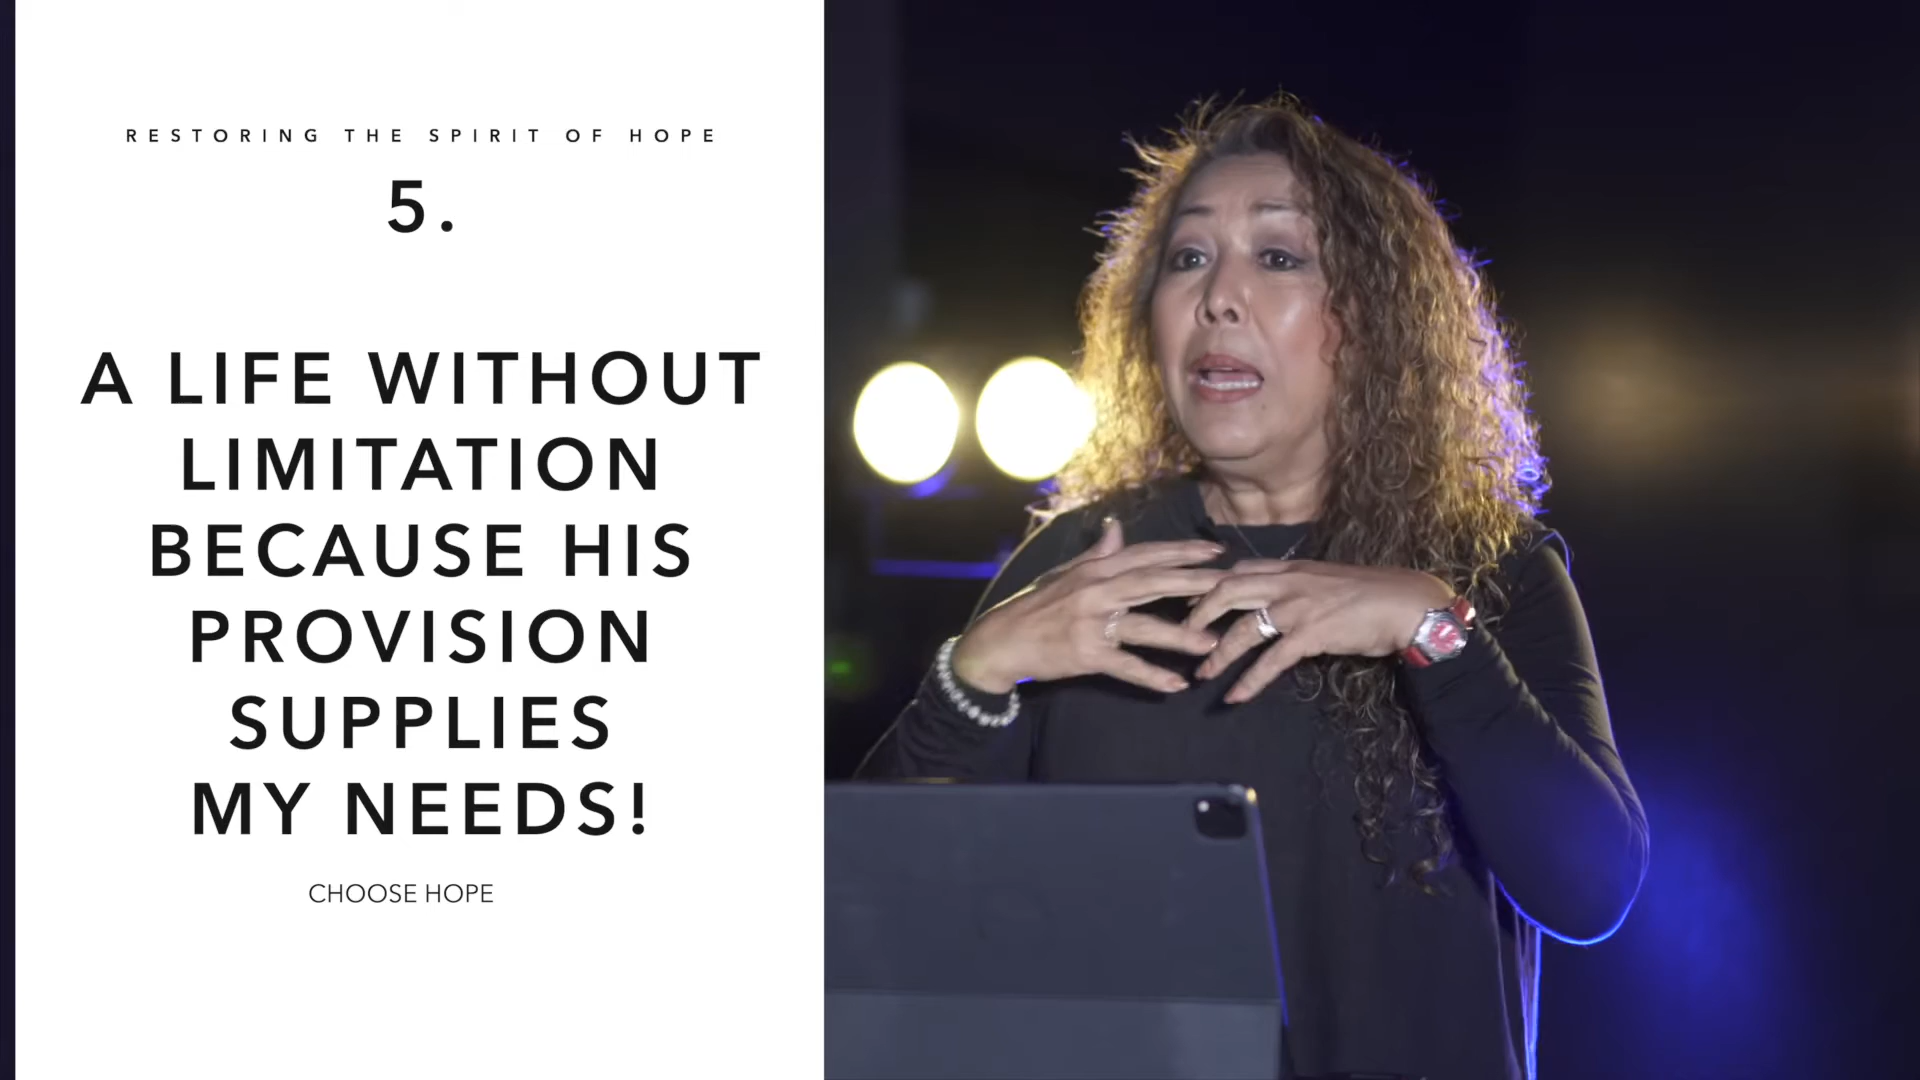 RESTORING THE SPIRIT OF HOPE
5.
A LIFE WITHOUT
LIMITATION
BECAUSE HIS
PROVISION
SUPPLIES
MY NEEDS!
CHOOSE HOPE